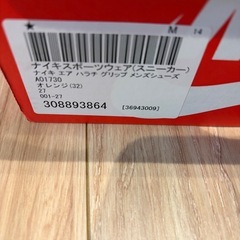 ★ M 14
ナイキスポーツウェア(スニーカー)
ナイキ エア ハラチ グリップ メンズシューズ
AO1730
オレンジ(32)
27
001-27
308893864 [36943009]